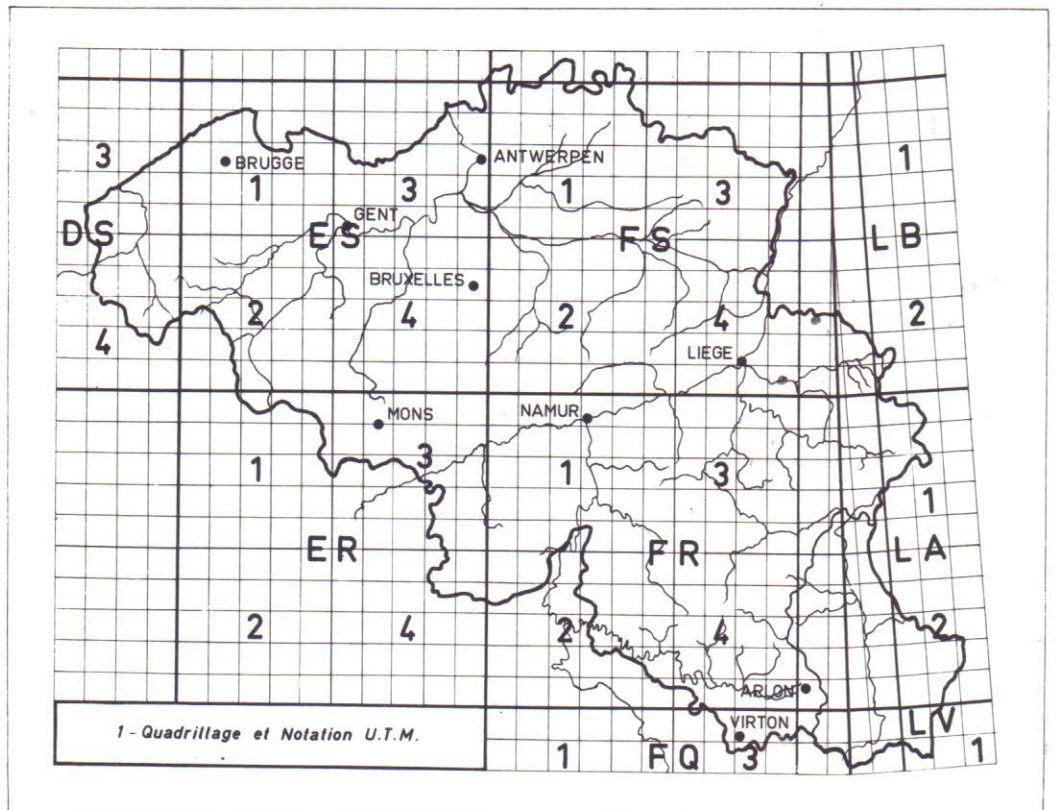 3
BRUGGE
1
ANTWERPEN
3
1
3
1
GENT
DS
ES
FS
LB
BRUXELLES
2
4
2
4
2
4
LIEGE
MONS
NAMUR
1
3
1
3
1
ER
FR
LA
2
4
2
4
2
ARLON
VIRTON
LV
1 - Quadrillage et Notation U.T.M.
1
FQ
3
1